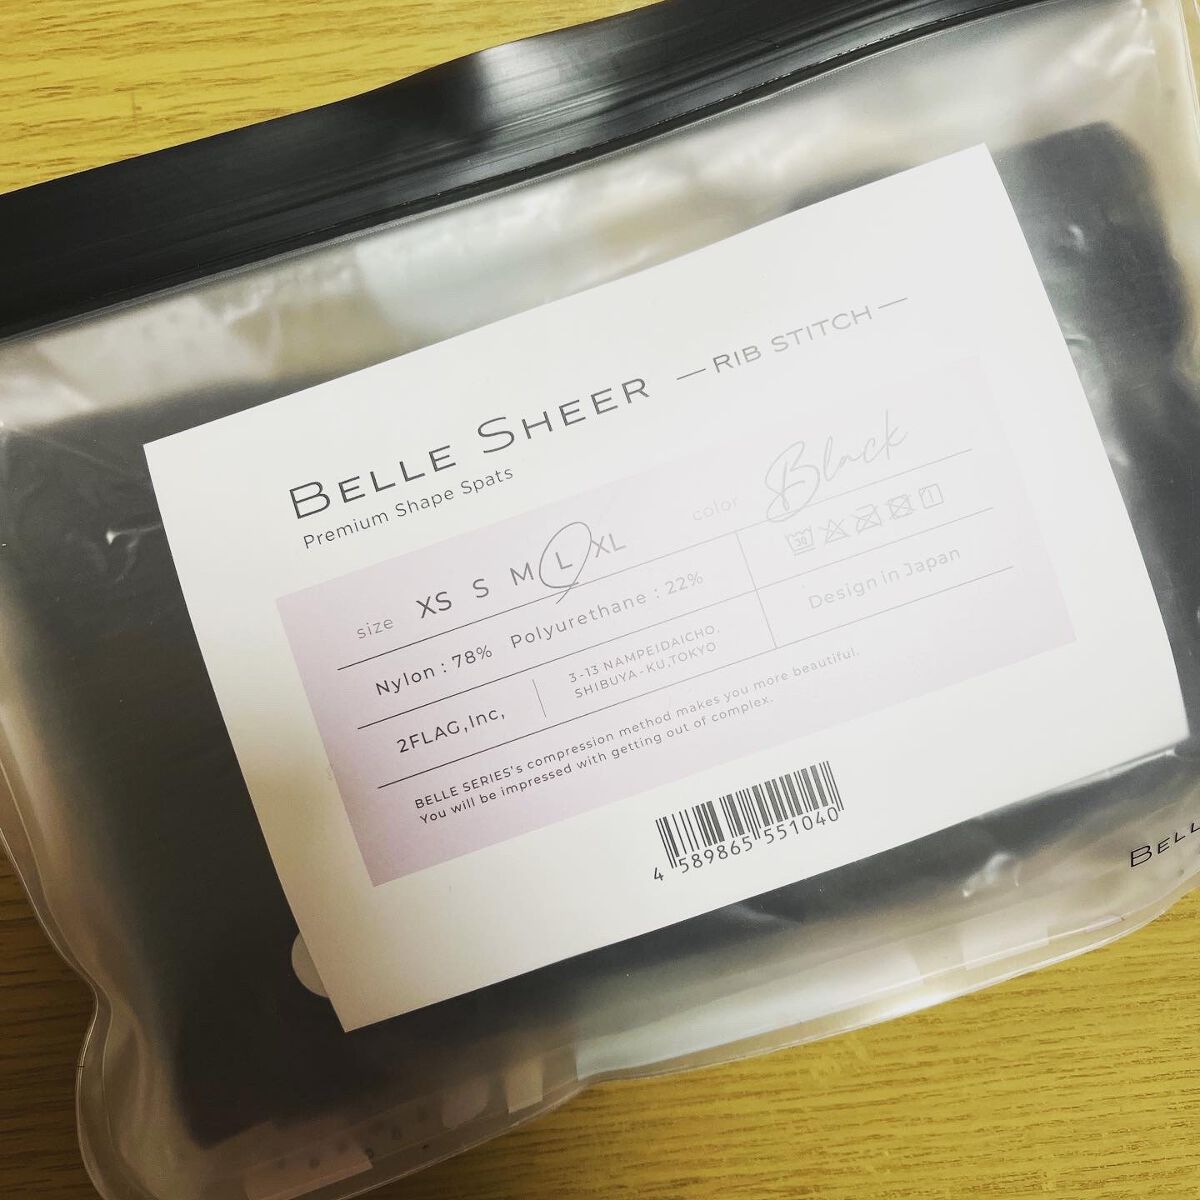 BELLE SHEER —RIB STITCH—
Premium Shape Spats
size XS S M L XL color Black
Nylon : 78% Polyurethane : 22%
30
1
2FLAG,Inc,
3-13 NAMPEIDAICHO,
SHIBUYA-KU,TOKYO
Design in Japan
BELLE SERIES's compression method makes you more beautiful.
You will be impressed with getting out of complex.
4 589865 551040
BELL